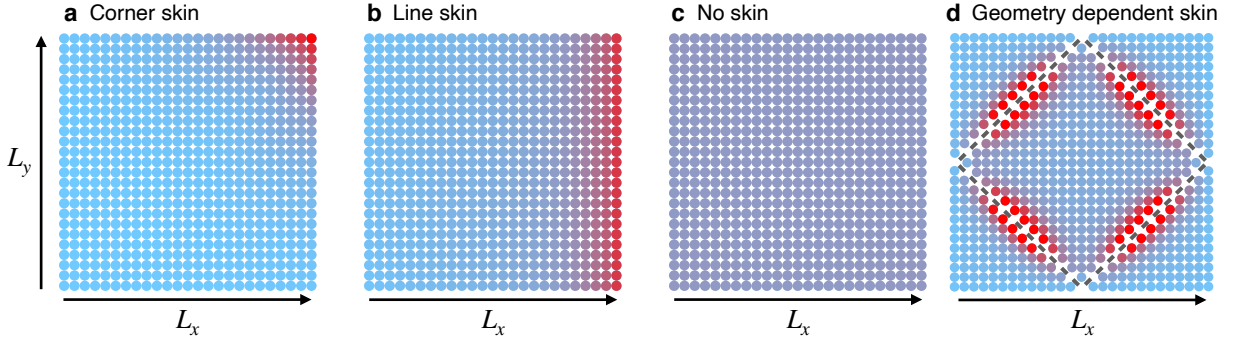 a Corner skin
b Line skin
c No skin
d Geometry dependent skin
L_y
L_x
L_x
L_x
L_x